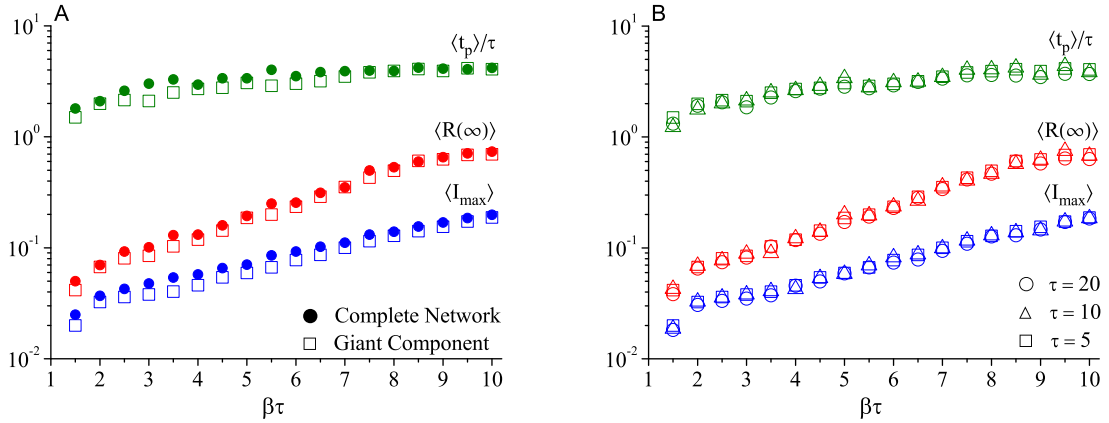 A
10^1
10^0
10^-1
10^-2
⟨t_p⟩/τ
⟨R(∞)⟩
⟨I_max⟩
Complete Network
Giant Component
1 2 3 4 5 6 7 8 9 10
βτ
B
10^1
10^0
10^-1
10^-2
⟨t_p⟩/τ
⟨R(∞)⟩
⟨I_max⟩
τ = 20
τ = 10
τ = 5
1 2 3 4 5 6 7 8 9 10
βτ